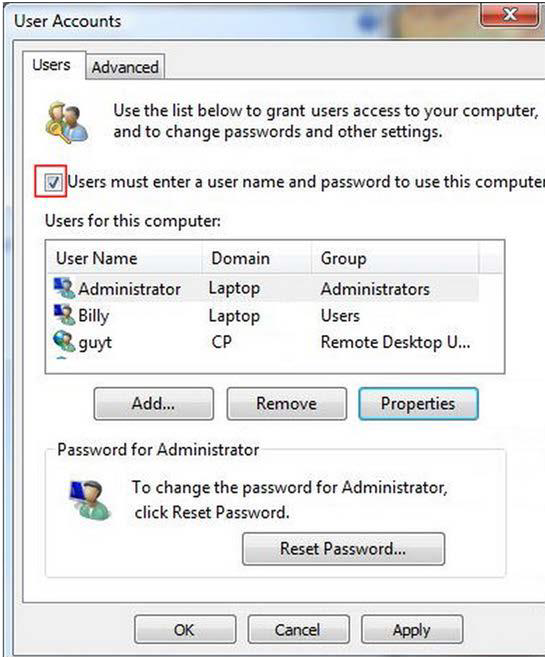 User Accounts
Users
Advanced
Use the list below to grant users access to your computer,
and to change passwords and other settings.
Users must enter a user name and password to use this computer
Users for this computer:
User Name Domain Group
Administrator Laptop Administrators
Billy Laptop Users
guyt CP Remote Desktop U...
Add... Remove Properties
Password for Administrator
To change the password for Administrator,
click Reset Password.
Reset Password...
OK Cancel Apply